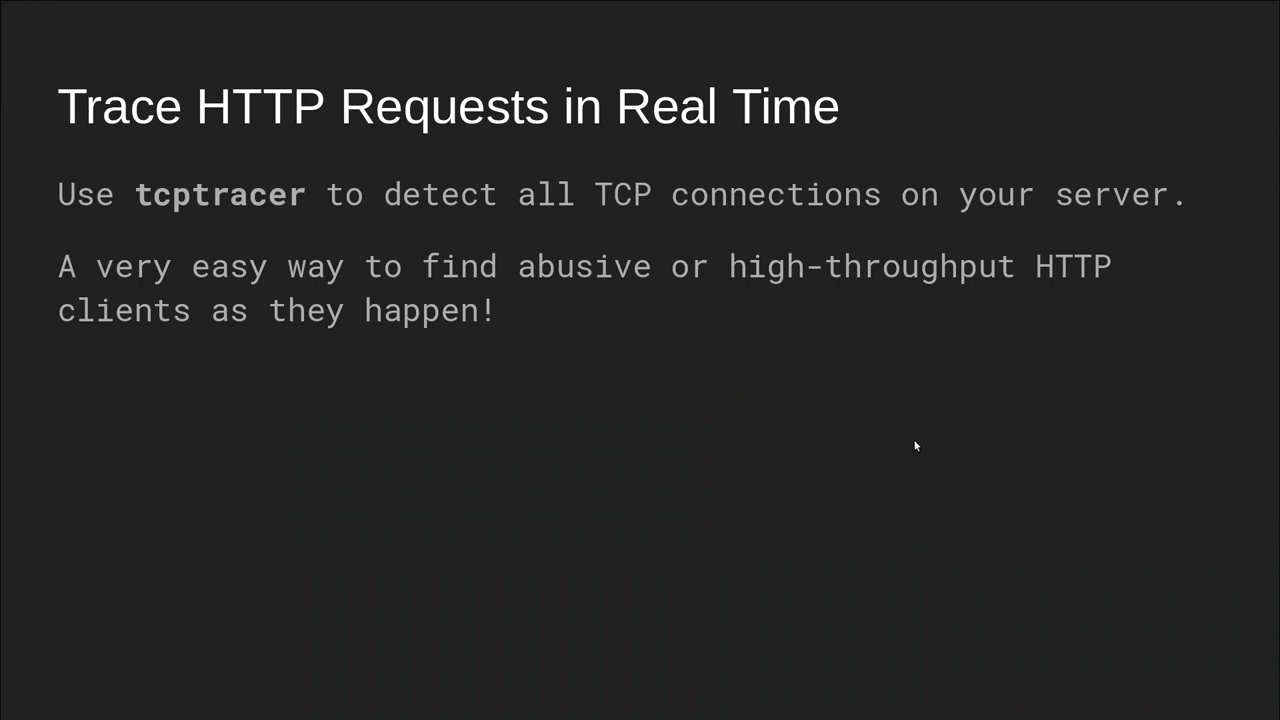 Trace HTTP Requests in Real Time
Use tcptracer to detect all TCP connections on your server.
A very easy way to find abusive or high-throughput HTTP
clients as they happen!